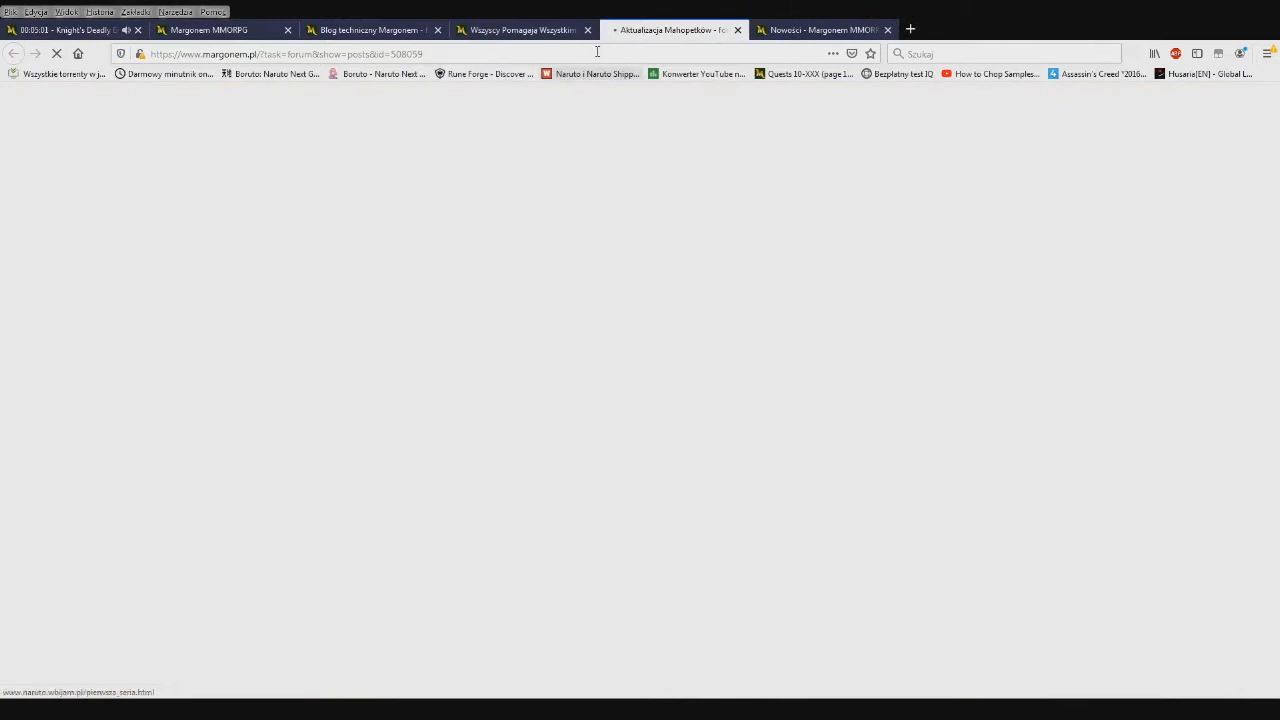 Plik Edycja Widok Historia Zakładki Narzędzia Pomoc
00:05:01 - Knight's Deadly E
Margonem MMORPG
Blog techniczny Margonem - f
Wszyscy Pomagają Wszystkim
Aktualizacja Mahopetków - fo
Nowości - Margonem MMORP
https://www.margonem.pl/?task=forum&show=posts&id=508059
Szukaj
Wszystkie torrenty w j...
Darmowy minutnik on...
Boruto: Naruto Next G...
Boruto - Naruto Next ...
Rune Forge - Discover ...
Naruto i Naruto Shipp...
Konwerter YouTube n...
Quests 10-XXX (page 1...
Bezpłatny test IQ
How to Chop Samples...
Assassin's Creed *2016...
Husaria[EN] - Global L...
www.naruto.wbijam.pl/pierwsza_seria.html